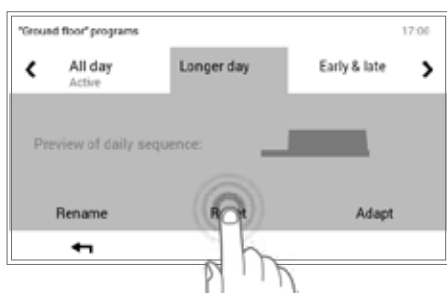 "Ground floor" programs 17:00
All day Longer day Early & late
Active
Preview of daily sequence:
Rename Adapt